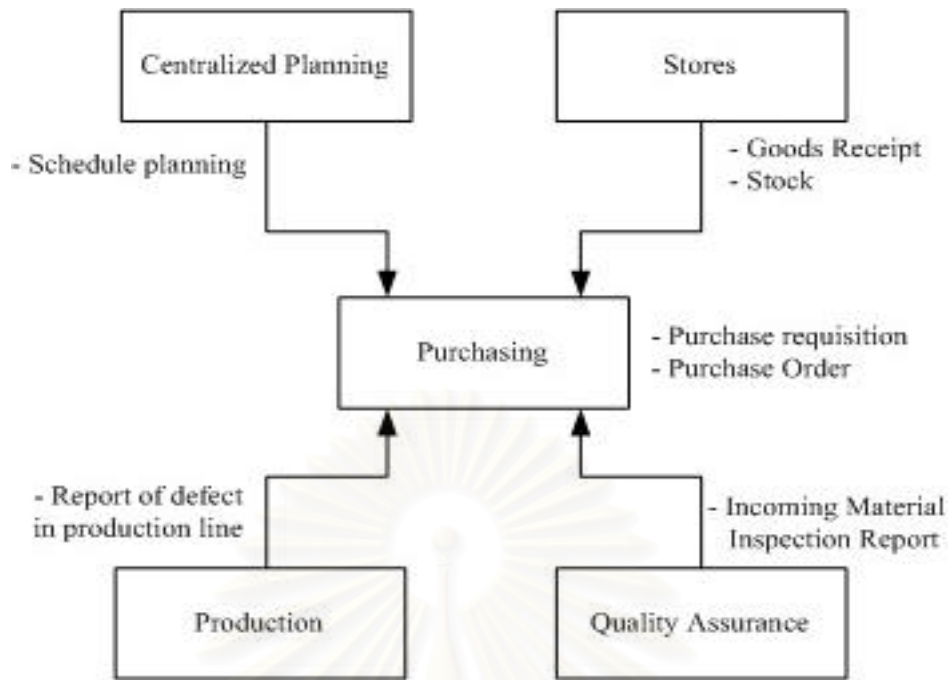 Centralized Planning
Stores
- Schedule planning
- Goods Receipt
- Stock
Purchasing
- Purchase requisition
- Purchase Order
- Report of defect
in production line
- Incoming Material
Inspection Report
Production
Quality Assurance